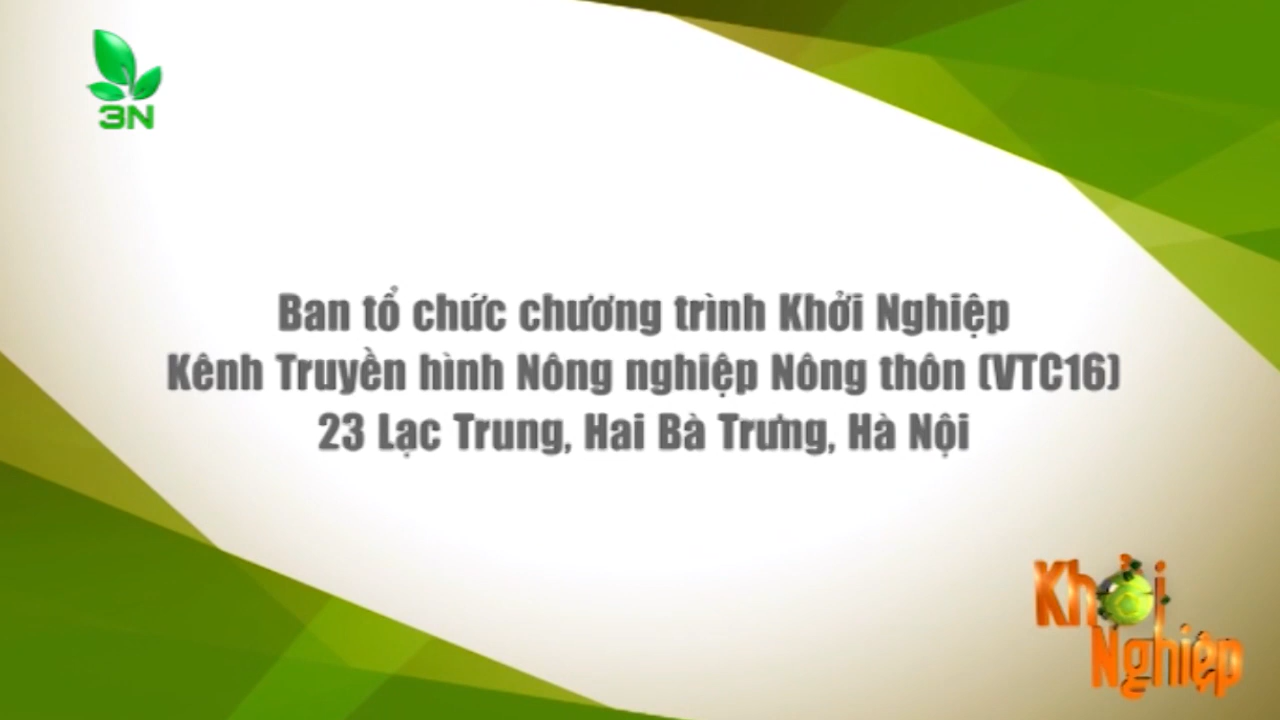 3N
Ban tổ chức chương trình Khởi Nghiệp
Kênh Truyền hình Nông nghiệp Nông thôn (VTC16)
23 Lạc Trung, Hai Bà Trưng, Hà Nội
Khởi
Nghiệp